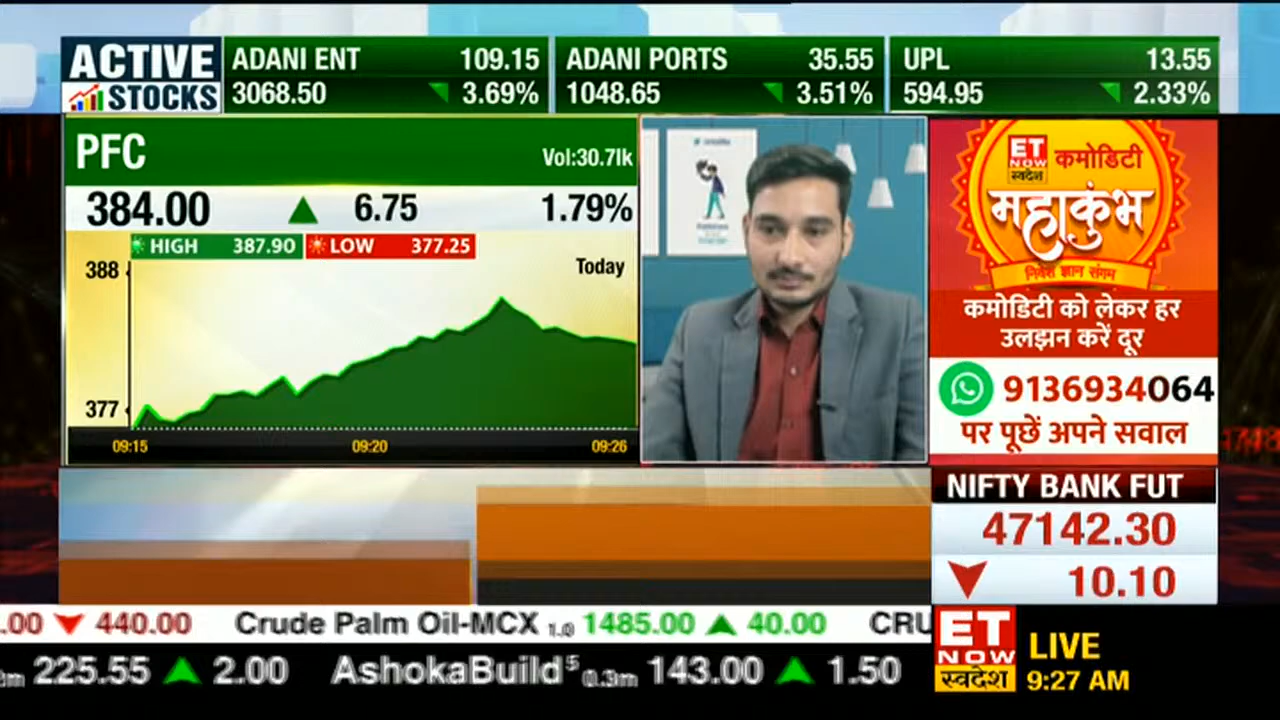 ACTIVE
STOCKS
ADANI ENT 109.15
3068.50 3.69%
ADANI PORTS 35.55
1048.65 3.51%
UPL 13.55
594.95 2.33%
PFC
Vol:30.7lk
384.00 6.75 1.79%
HIGH 387.90 LOW 377.25
388
Today
377
09:15 09:20 09:26
ET
NOW
स्वदेश
कमोडिटी
महाकुंभ
निवेश ज्ञान संगम
कमोडिटी को लेकर हर
उलझन करें दूर
9136934064
पर पूछें अपने सवाल
NIFTY BANK FUT
47142.30
10.10
.00 440.00 Crude Palm Oil-MCX 1.0 1485.00 40.00 CRU
225.55 2.00 AshokaBuild 5 0.3m 143.00 1.50
ET
NOW
स्वदेश
LIVE
9:27 AM